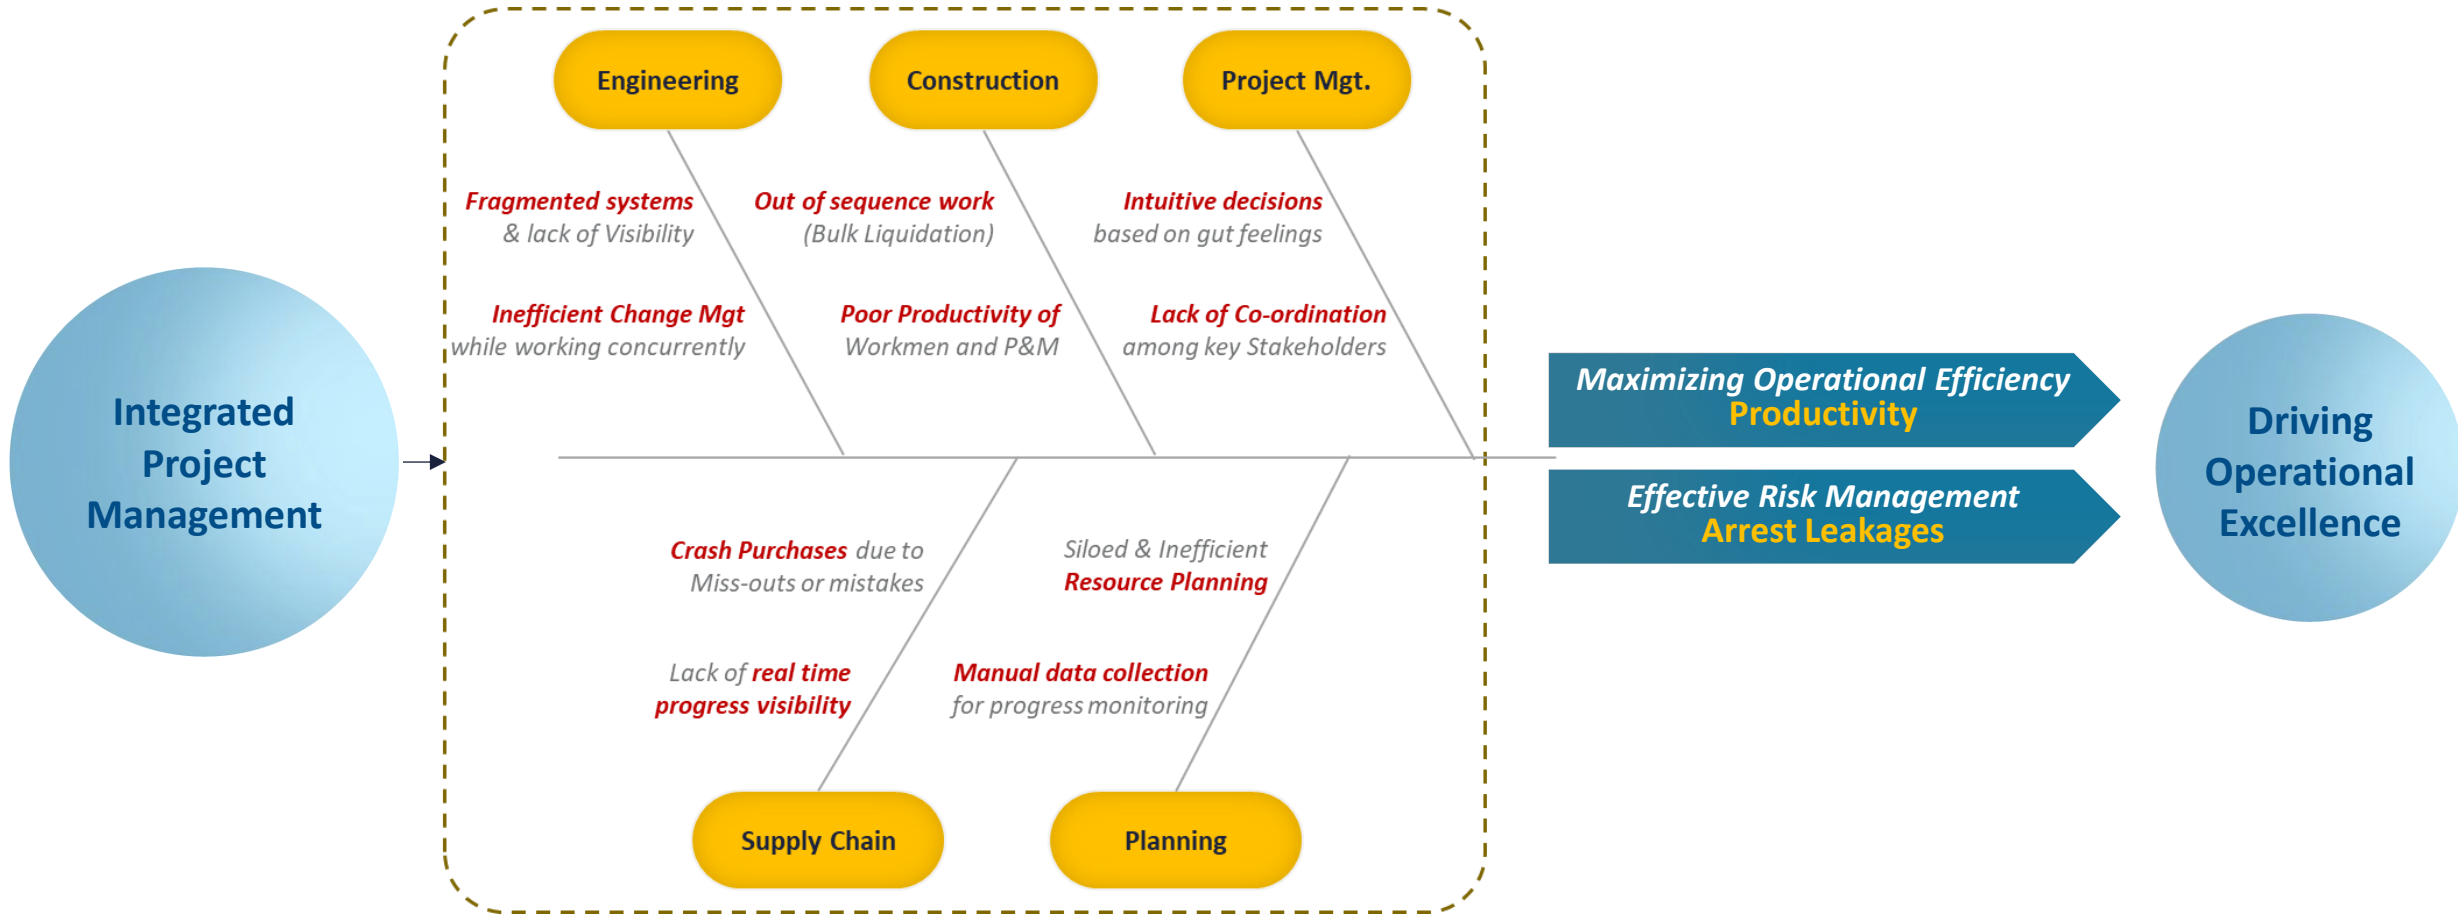 Engineering
Construction
Project Mgt.
Fragmented systems
& lack of Visibility
Out of sequence work
(Bulk Liquidation)
Intuitive decisions
based on gut feelings
Inefficient Change Mgt
while working concurrently
Poor Productivity of
Workmen and P&M
Lack of Co-ordination
among key Stakeholders
Integrated
Project
Management
Maximizing Operational Efficiency
Productivity
Effective Risk Management
Arrest Leakages
Driving
Operational
Excellence
Crash Purchases due to
Miss-outs or mistakes
Siloed & Inefficient
Resource Planning
Lack of real time
progress visibility
Manual data collection
for progress monitoring
Supply Chain
Planning